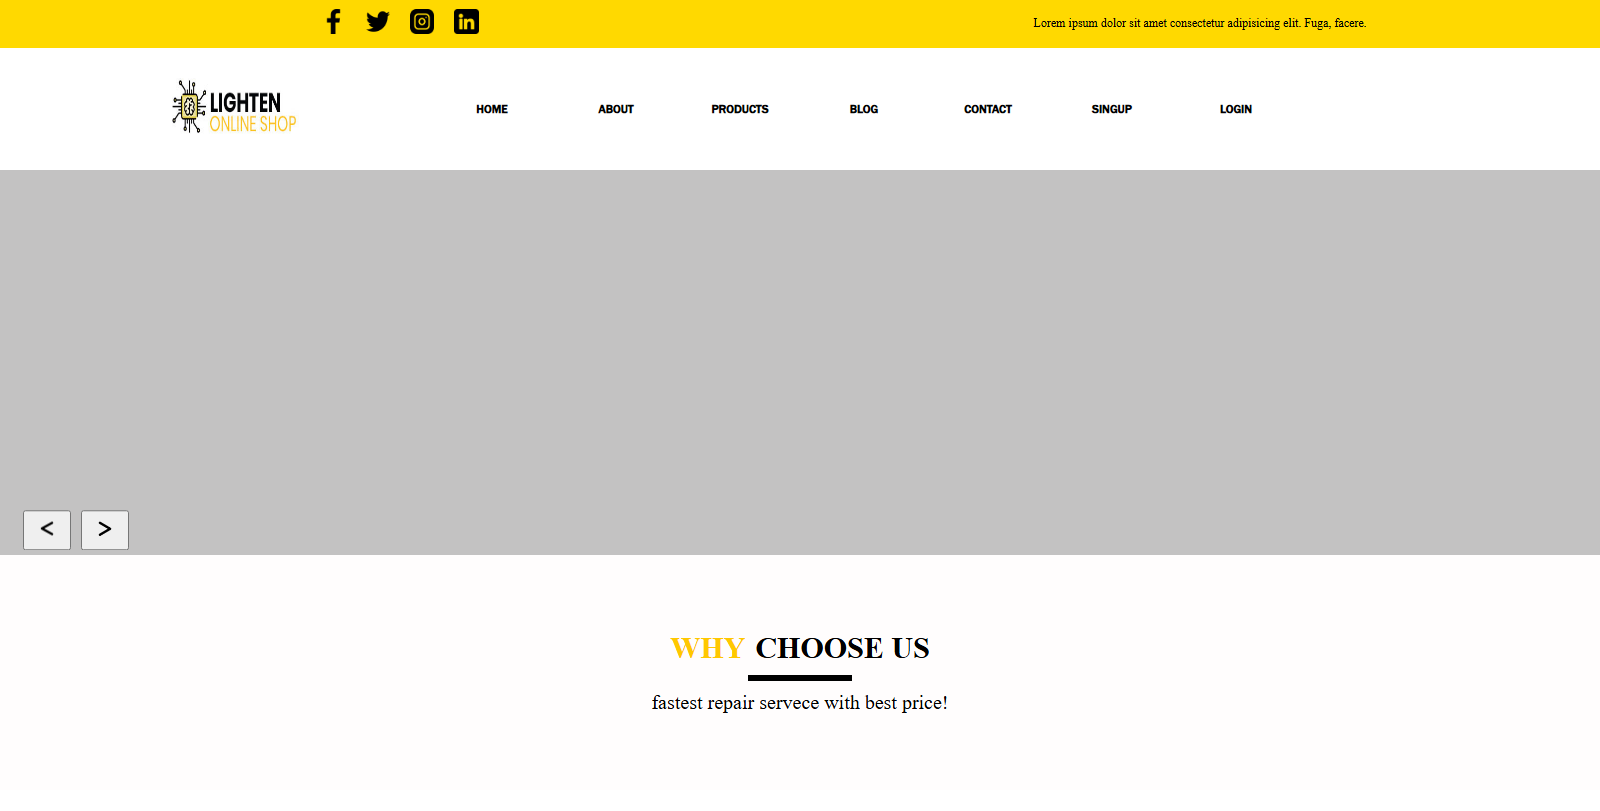 Lorem ipsum dolor sit amet consectetur adipisicing elit. Fuga, facere.
LIGHTEN
ONLINE SHOP
HOME ABOUT PRODUCTS BLOG CONTACT SINGUP LOGIN
< >
WHY CHOOSE US
fastest repair servece with best price!